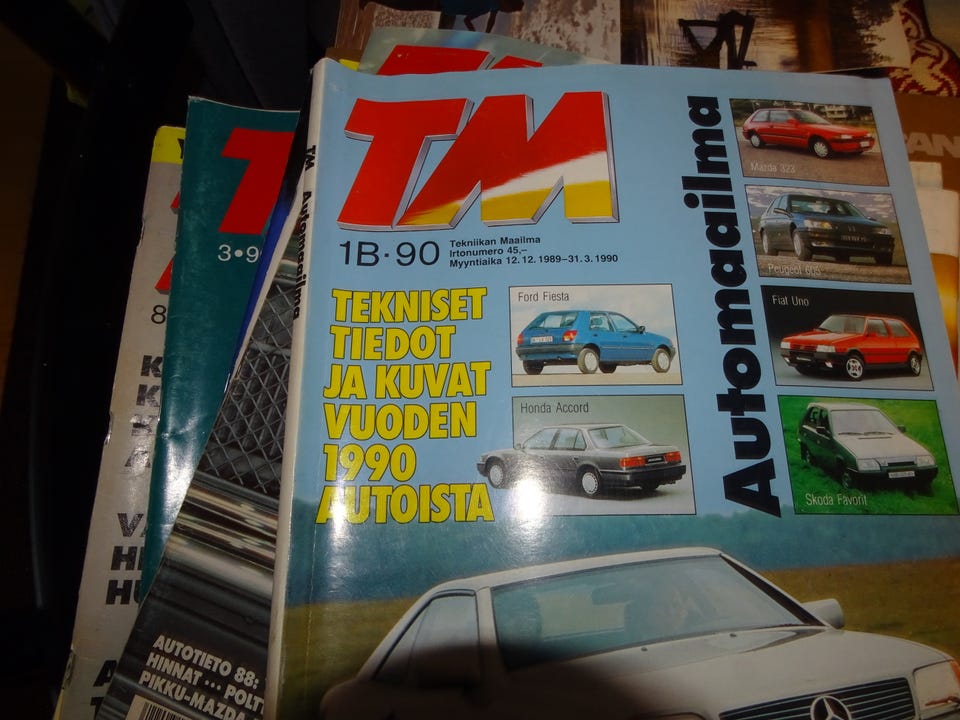 TM
1B·90
Tekniikan Maailma
Irtonumero 45,–
Myyntiaika 12.12. 1989–31.3. 1990
TEKNISET
TIEDOT
JA KUVAT
VUODEN
1990
AUTOISTA
Ford Fiesta
Honda Accord
Automaailma
Mazda 323
Peugeot 605
Fiat Uno
Skoda Favorit
TM Automaailma
3•9
8
AUTOTIETO 88:
HINNAT ... POLT
PIKKU-MAZDA